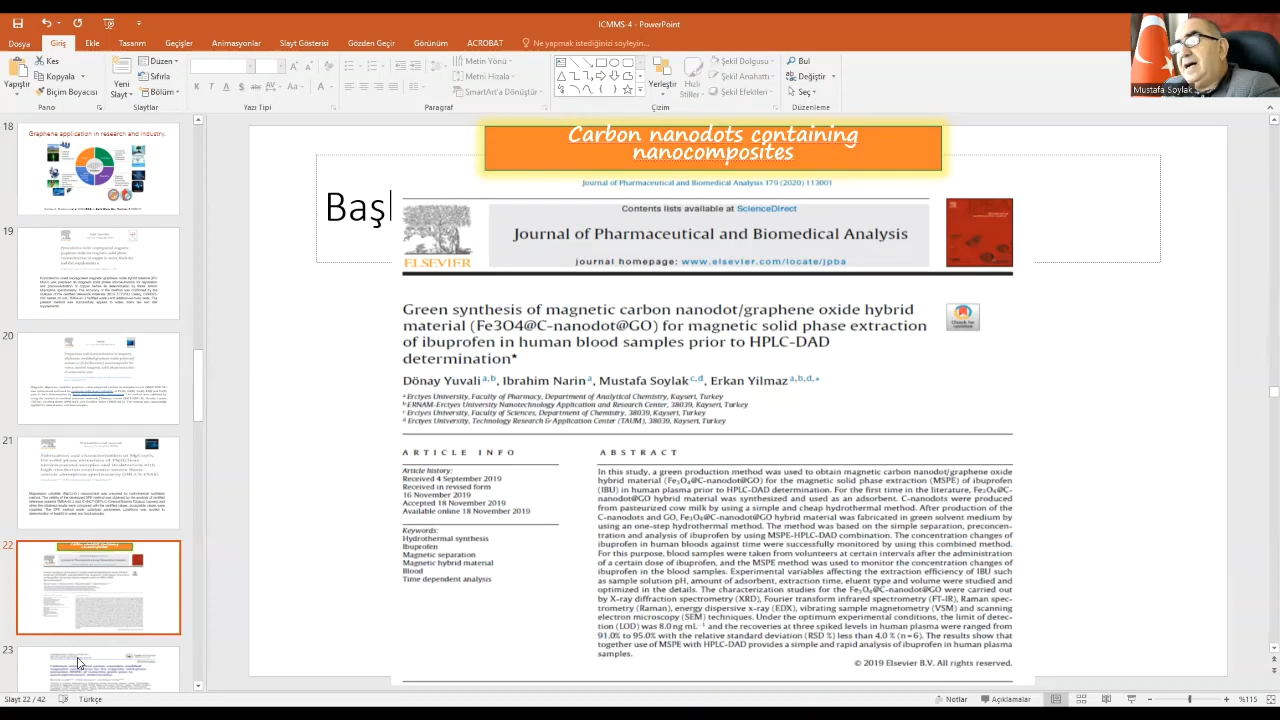 ICMMS-4 - PowerPoint
Dosya Giriş Ekle Tasarım Geçişler Animasyonlar Slayt Gösterisi Gözden Geçir Görünüm ACROBAT Ne yapmak istediğinizi söyleyin...
Yapıştır
Kes
Kopyala
Biçim Boyacısı
Pano
Yeni Slayt
Düzen
Sıfırla
Bölüm
Slaytlar
Yazı Tipi
Metin Yönü
Metni Hizala
SmartArt'a Dönüştür
Paragraf
Yerleştir
Hızlı Stiller
Şekil Dolgusu
Şekil Anahattı
Şekil Efektleri
Çizim
Bul
Değiştir
Seç
Düzenleme
Mustafa Soylak
18
Graphene application in research and industry.
19
20
21
22
23
Carbon nanodots containing
nanocomposites
Başl
Journal of Pharmaceutical and Biomedical Analysis 179 (2020) 113001
Contents lists available at ScienceDirect
Journal of Pharmaceutical and Biomedical Analysis
journal homepage: www.elsevier.com/locate/jpba
ELSEVIER
Check for updates
Green synthesis of magnetic carbon nanodot/graphene oxide hybrid
material (Fe3O4@C-nanodot@GO) for magnetic solid phase extraction
of ibuprofen in human blood samples prior to HPLC-DAD
determination*
Dönay Yuvali a,b, Ibrahim Narin a, Mustafa Soylak c,d, Erkan Yilmaz a,b,d,*
a Erciyes University, Faculty of Pharmacy, Department of Analytical Chemistry, Kayseri, Turkey
b ERNAM-Erciyes University Nanotechnology Application and Research Center, 38039, Kayseri, Turkey
c Erciyes University, Faculty of Sciences, Department of Chemistry, 38039, Kayseri, Turkey
d Erciyes University, Technology Research & Application Center (TAUM), 38039, Kayseri, Turkey
ARTICLE INFO
Article history:
Received 4 September 2019
Received in revised form
16 November 2019
Accepted 18 November 2019
Available online 18 November 2019
Keywords:
Hydrothermal synthesis
Ibuprofen
Magnetic separation
Magnetic hybrid material
Blood
Time dependent analysis
ABSTRACT
In this study, a green production method was used to obtain magnetic carbon nanodot/graphene oxide
hybrid material (Fe3O4@C-nanodot@GO) for the magnetic solid phase extraction (MSPE) of ibuprofen
(IBU) in human plasma prior to HPLC-DAD determination. For the first time in the literature, Fe3O4@C-
nanodot@GO hybrid material was synthesized and used as an adsorbent. C-nanodots were produced
from pasteurized cow milk by using a simple and cheap hydrothermal method. After production of the
C-nanodots and GO, Fe3O4@C-nanodot@GO hybrid material was fabricated in green solvent medium by
using an one-step hydrothermal method. The method was based on the simple separation, preconcen-
tration and analysis of ibuprofen by using MSPE-HPLC-DAD combination. The concentration changes of
ibuprofen in human bloods against time were successfully monitored by using this combined method.
For this purpose, blood samples were taken from volunteers at certain intervals after the administration
of a certain dose of ibuprofen, and the MSPE method was used to monitor the concentration changes of
ibuprofen in the blood samples. Experimental variables affecting the extraction efficiency of IBU such
as sample solution pH, amount of adsorbent, extraction time, eluent type and volume were studied and
optimized in the details. The characterization studies for the Fe3O4@C-nanodot@GO were carried out
by X-ray diffraction spectrometry (XRD), Fourier transform infrared spectrometry (FT-IR), Raman spec-
trometry (Raman), energy dispersive x-ray (EDX), vibrating sample magnetometry (VSM) and scanning
electron microscopy (SEM) techniques. Under the optimum experimental conditions, the limit of detec-
tion (LOD) was 8.0 ng mL−1 and the recoveries at three spiked levels in human plasma were ranged from
91.0% to 95.0% with the relative standard deviation (RSD %) less than 4.0 % (n = 6). The results show that
together use of MSPE with HPLC-DAD provides a simple and rapid analysis of ibuprofen in human plasma
samples.
© 2019 Elsevier B.V. All rights reserved.
Slayt 22 / 42 Türkçe Notlar Açıklamalar %115